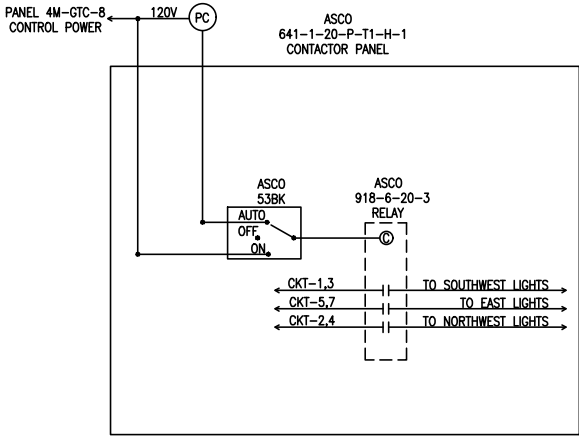 PANEL 4M-GTC-8
CONTROL POWER
120V
PC
ASCO
641-1-20-P-T1-H-1
CONTACTOR PANEL
ASCO
53BK
AUTO
OFF
ON
ASCO
918-6-20-3
RELAY
C
CKT-1,3
TO SOUTHWEST LIGHTS
CKT-5,7
TO EAST LIGHTS
CKT-2,4
TO NORTHWEST LIGHTS